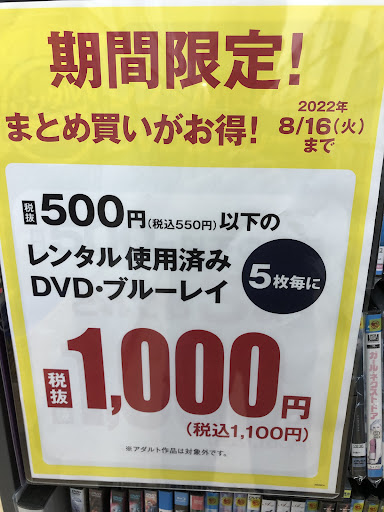 期間限定!
まとめ買いがお得!
2022年
8/16(火)
まで
税抜500円(税込550円)以下の
レンタル使用済み
DVD・ブルーレイ
5枚毎に
税抜1,000円
(税込1,100円)
※アダルト作品は対象外です。